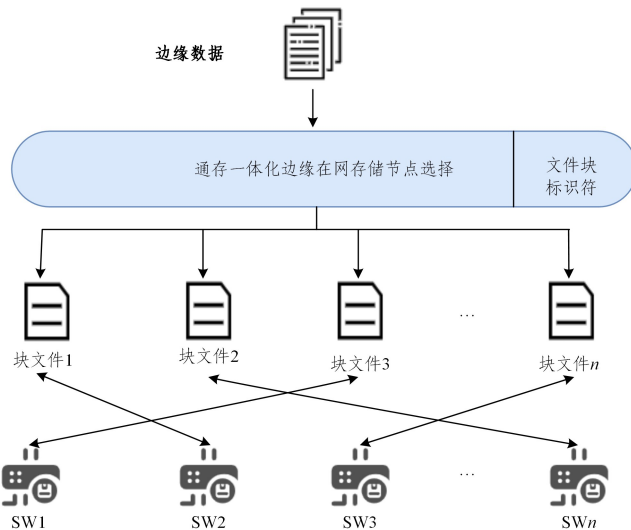 边缘数据
通存一体化边缘在网存储节点选择
文件块
标识符
块文件1
块文件2
块文件3
…
块文件n
SW1
SW2
SW3
…
SWn